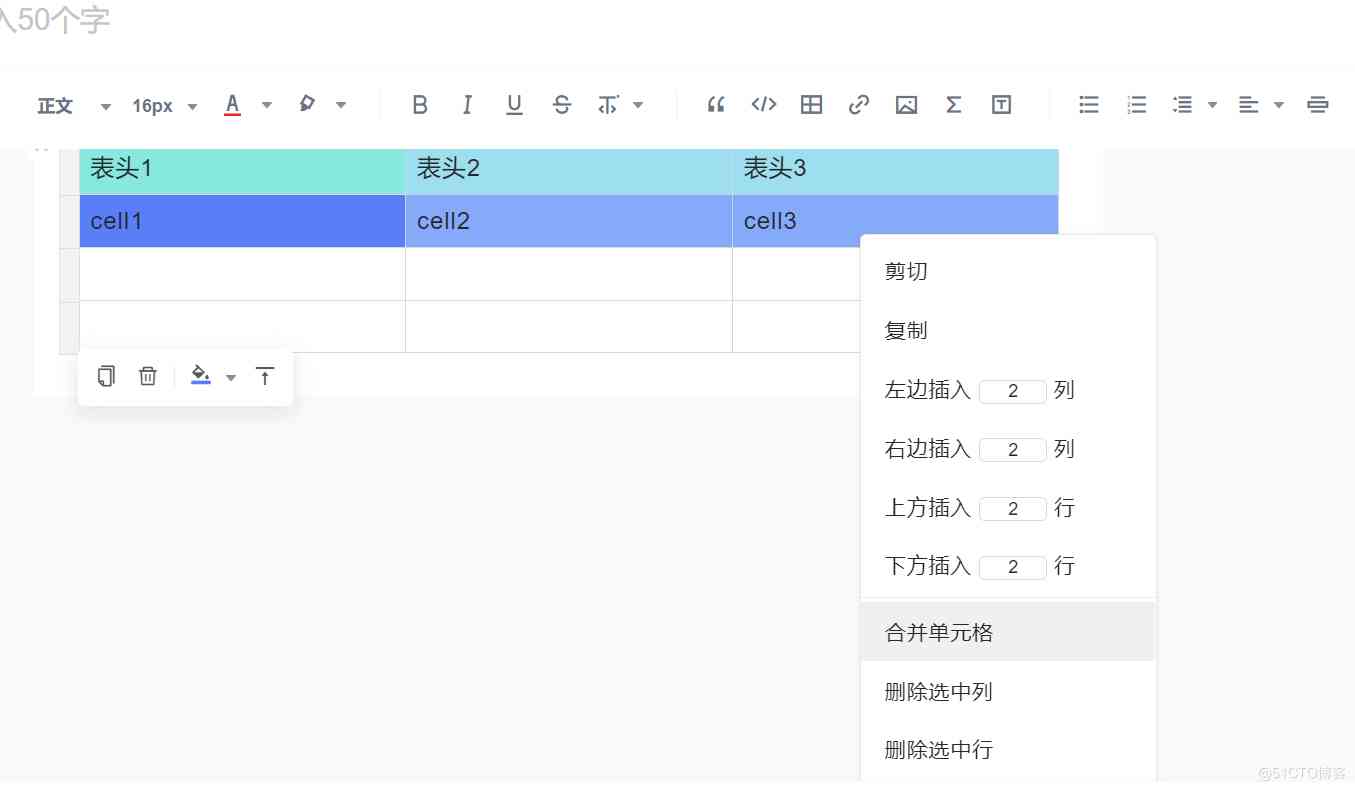 入50个字
正文 16px A B I U S T
表头1 表头2 表头3
cell1 cell2 cell3
剪切
复制
左边插入 2 列
右边插入 2 列
上方插入 2 行
下方插入 2 行
合并单元格
删除选中列
删除选中行
@51CTO博客